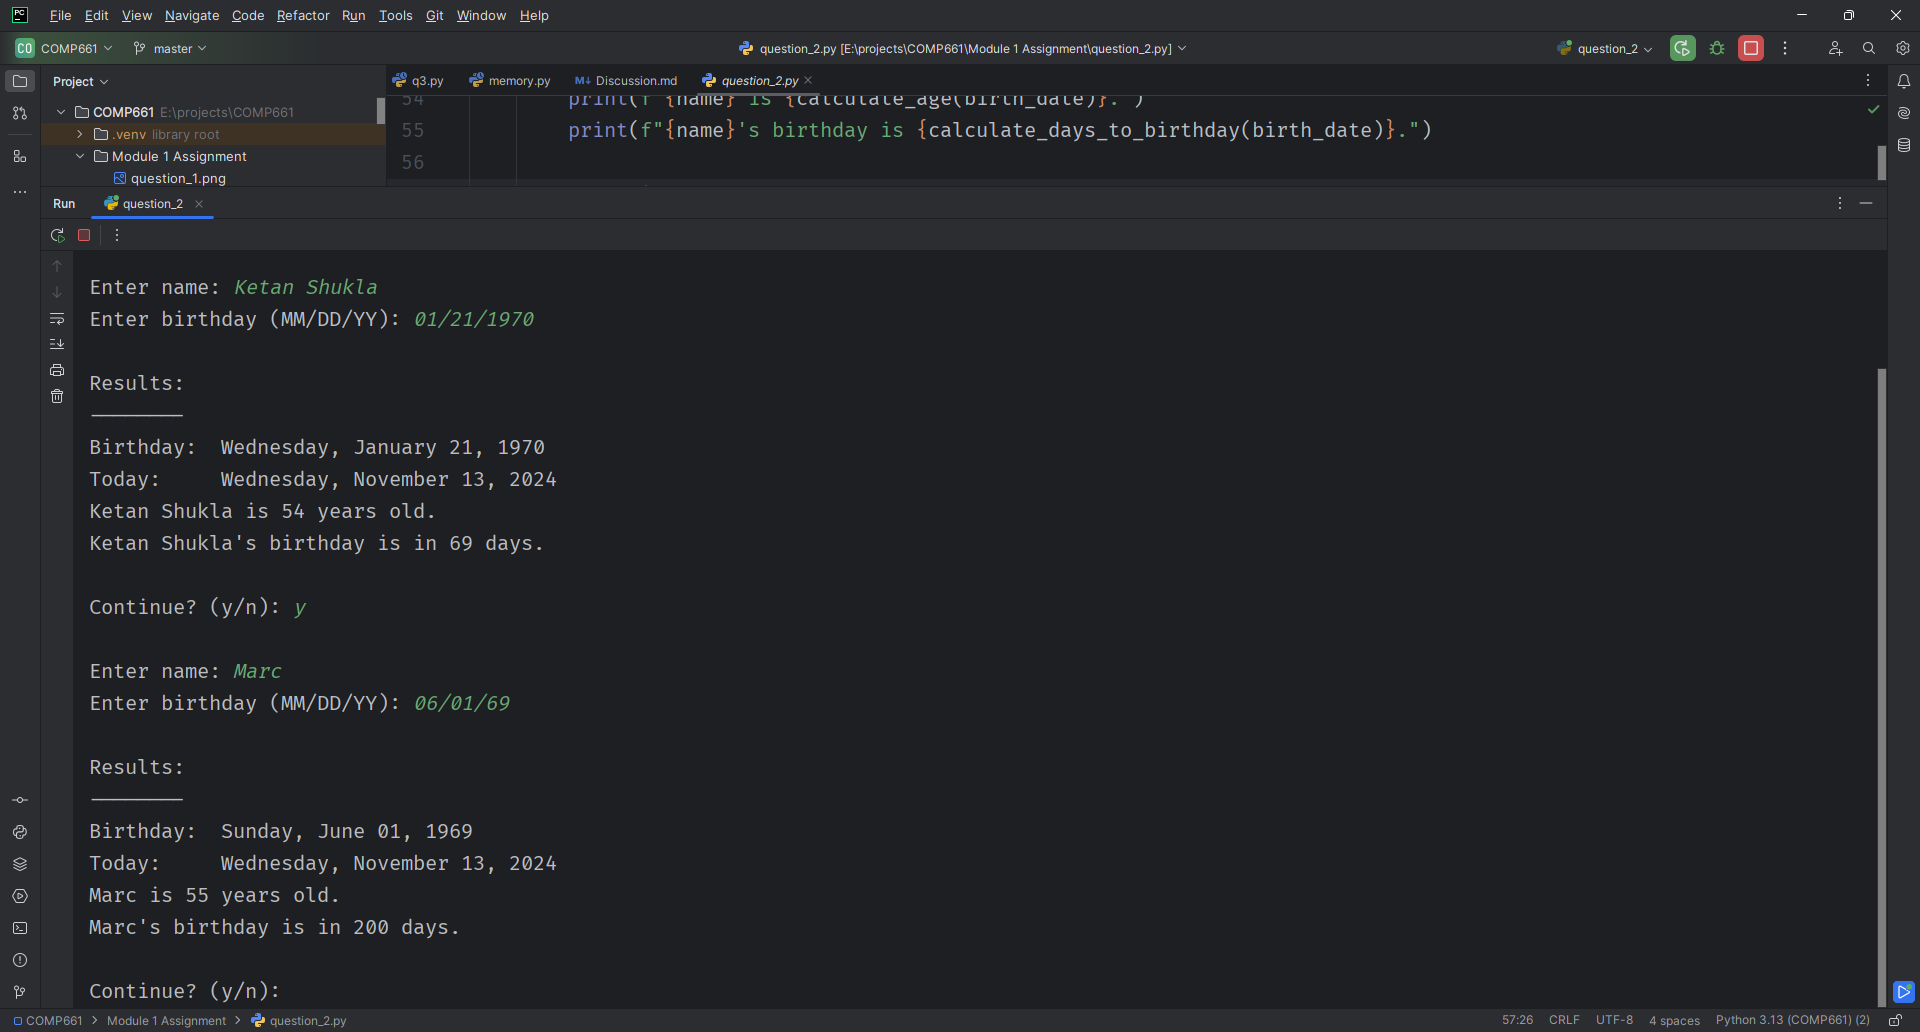 PC File Edit View Navigate Code Refactor Run Tools Git Window Help
CO COMP661 master question_2.py [E:\projects\COMP661\Module 1 Assignment\question_2.py] question_2
Project q3.py memory.py M↓ Discussion.md question_2.py
COMP661 E:\projects\COMP661
.venv library root
Module 1 Assignment
question_1.png
54 print(f"{name} is {calculate_age(birth_date)}.")
55 print(f"{name}'s birthday is {calculate_days_to_birthday(birth_date)}.")
56
Run question_2
Enter name: Ketan Shukla
Enter birthday (MM/DD/YY): 01/21/1970
Results:
--------
Birthday: Wednesday, January 21, 1970
Today: Wednesday, November 13, 2024
Ketan Shukla is 54 years old.
Ketan Shukla's birthday is in 69 days.
Continue? (y/n): y
Enter name: Marc
Enter birthday (MM/DD/YY): 06/01/69
Results:
--------
Birthday: Sunday, June 01, 1969
Today: Wednesday, November 13, 2024
Marc is 55 years old.
Marc's birthday is in 200 days.
Continue? (y/n):
COMP661 > Module 1 Assignment > question_2.py 57:26 CRLF UTF-8 4 spaces Python 3.13 (COMP661) (2)